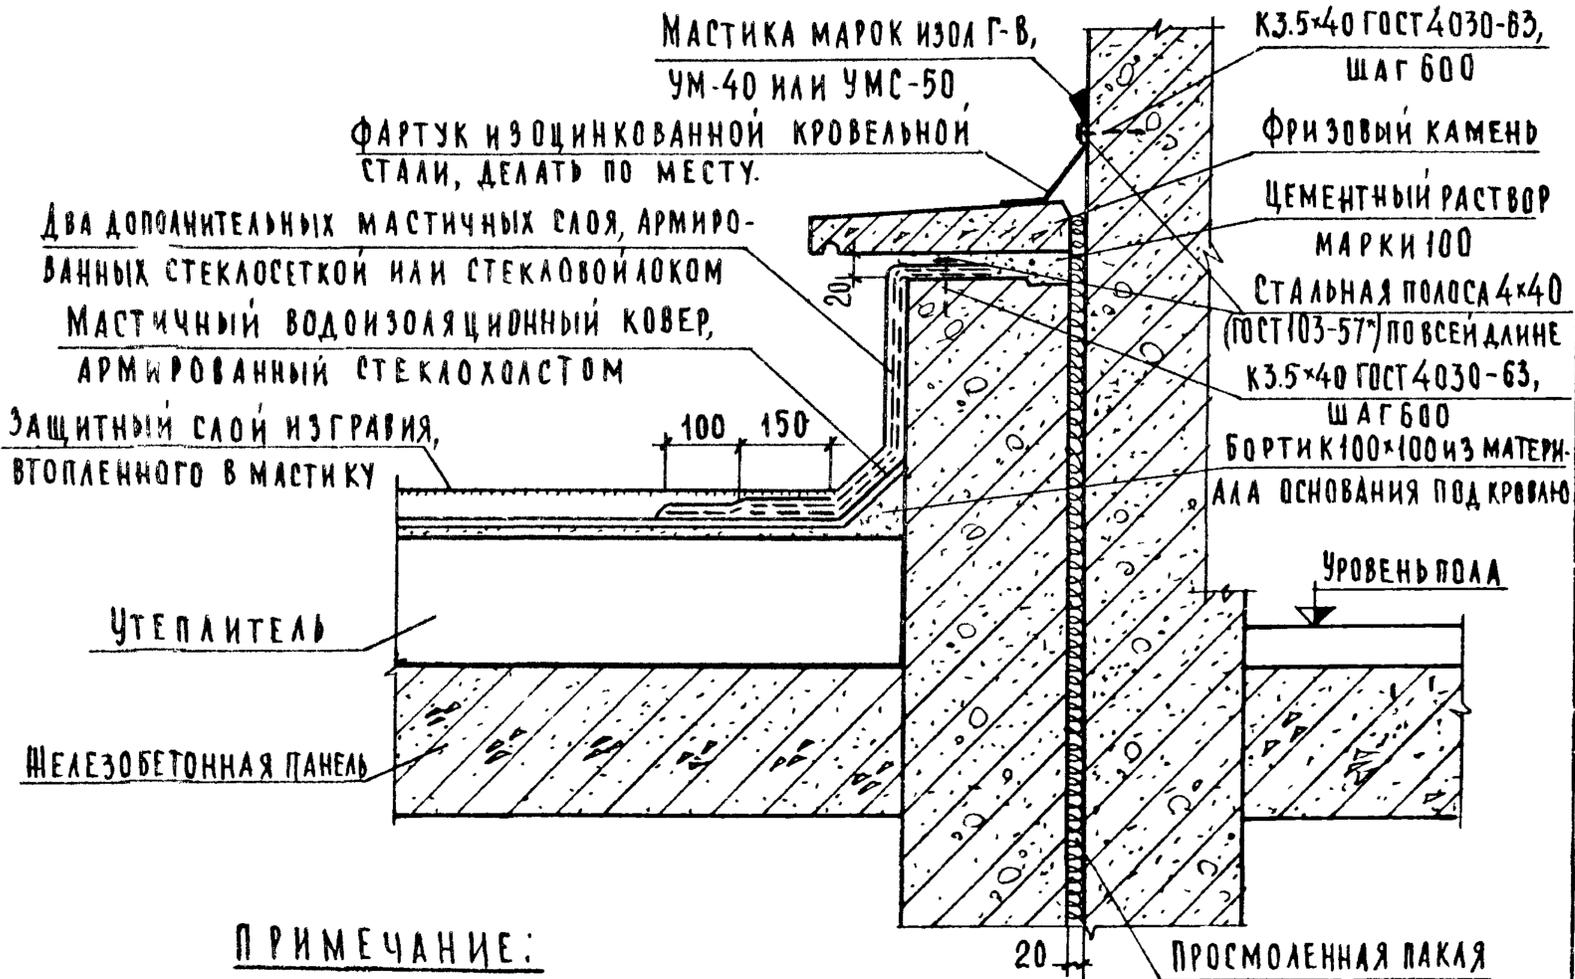 МАСТИКА МАРОК ИЗОЛ Г-В,
УМ-40 ИЛИ УМС-50
ФАРТУК ИЗ ОЦИНКОВАННОЙ КРОВЕЛЬНОЙ
СТАЛИ, ДЕЛАТЬ ПО МЕСТУ.
ДВА ДОПОЛНИТЕЛЬНЫХ МАСТИЧНЫХ СЛОЯ, АРМИРО-
ВАННЫХ СТЕКЛОСЕТКОЙ ИЛИ СТЕКЛОВОЙЛОКОМ
МАСТИЧНЫЙ ВОДОИЗОЛЯЦИОННЫЙ КОВЕР,
АРМИРОВАННЫЙ СТЕКЛОХОЛСТОМ
ЗАЩИТНЫЙ СЛОЙ ИЗ ГРАВИЯ,
ВТОПЛЕННОГО В МАСТИКУ
100 150
20
УТЕПЛИТЕЛЬ
ЖЕЛЕЗОБЕТОННАЯ ПАНЕЛЬ
К3.5×40 ГОСТ 4030-63,
ШАГ 600
ФРИЗОВЫЙ КАМЕНЬ
ЦЕМЕНТНЫЙ РАСТВОР
МАРКИ 100
СТАЛЬНАЯ ПОЛОСА 4×40
(ГОСТ 103-57*) ПО ВСЕЙ ДЛИНЕ
К3.5×40 ГОСТ 4030-63,
ШАГ 600
БОРТИК 100×100 ИЗ МАТЕРИ-
АЛА ОСНОВАНИЯ ПОД КРОВЛЮ
УРОВЕНЬ ПОЛА
20
ПРОСМОЛЕННАЯ ПАКЛЯ
ПРИМЕЧАНИЕ: